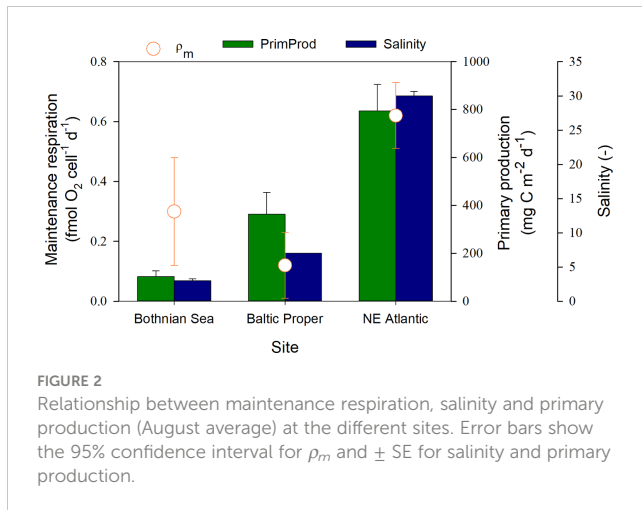 ρm PrimProd Salinity
0.8
0.6
0.4
0.2
0.0
Maintenance respiration
(fmol O2 cell-1 d-1)
1000
800
600
400
200
0
Primary production
(mg C m-2 d-1)
35
30
25
20
15
10
5
0
Salinity (-)
Bothnian Sea Baltic Proper NE Atlantic
Site
FIGURE 2
Relationship between maintenance respiration, salinity and primary
production (August average) at the different sites. Error bars show
the 95% confidence interval for ρm and ± SE for salinity and primary
production.